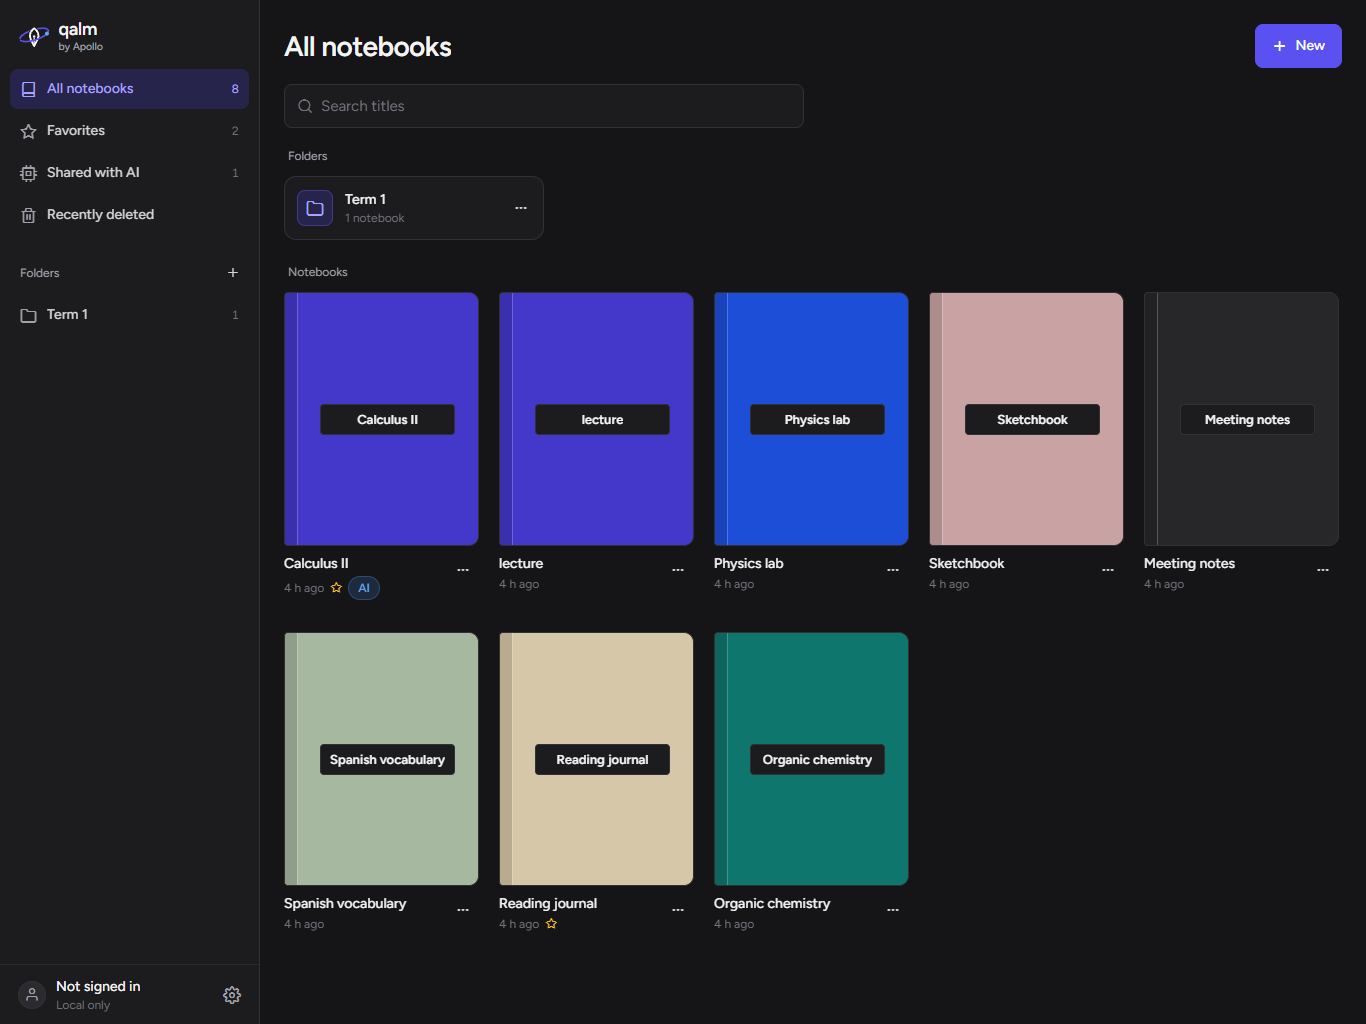 qalm
by Apollo
All notebooks 8
Favorites 2
Shared with AI 1
Recently deleted
Folders +
Term 1 1
Not signed in
Local only
All notebooks
+ New
Search titles
Folders
Term 1
1 notebook
...
Notebooks
Calculus II
lecture
Physics lab
Sketchbook
Meeting notes
Calculus II ...
4 h ago AI
lecture ...
4 h ago
Physics lab ...
4 h ago
Sketchbook ...
4 h ago
Meeting notes ...
4 h ago
Spanish vocabulary
Reading journal
Organic chemistry
Spanish vocabulary ...
4 h ago
Reading journal ...
4 h ago
Organic chemistry ...
4 h ago